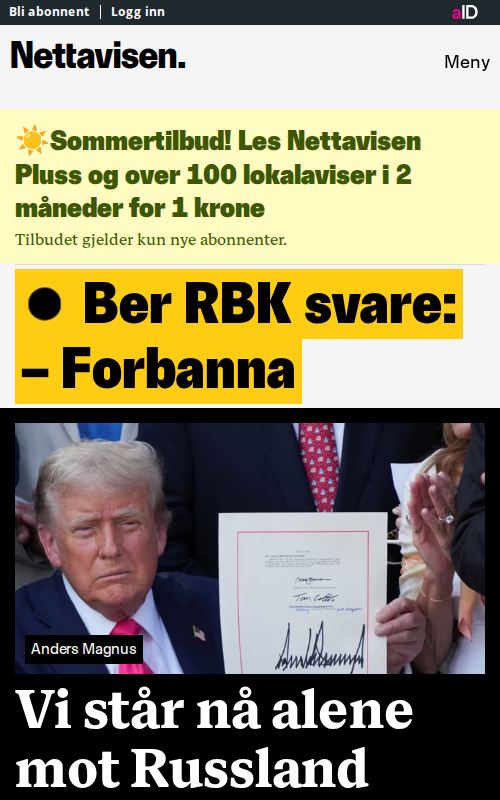 Bli abonnent | Logg inn
aID
Nettavisen.
Meny
☀️Sommertilbud! Les Nettavisen
Pluss og over 100 lokalaviser i 2
måneder for 1 krone
Tilbudet gjelder kun nye abonnenter.
● Ber RBK svare:
– Forbanna
Anders Magnus
Vi står nå alene
mot Russland